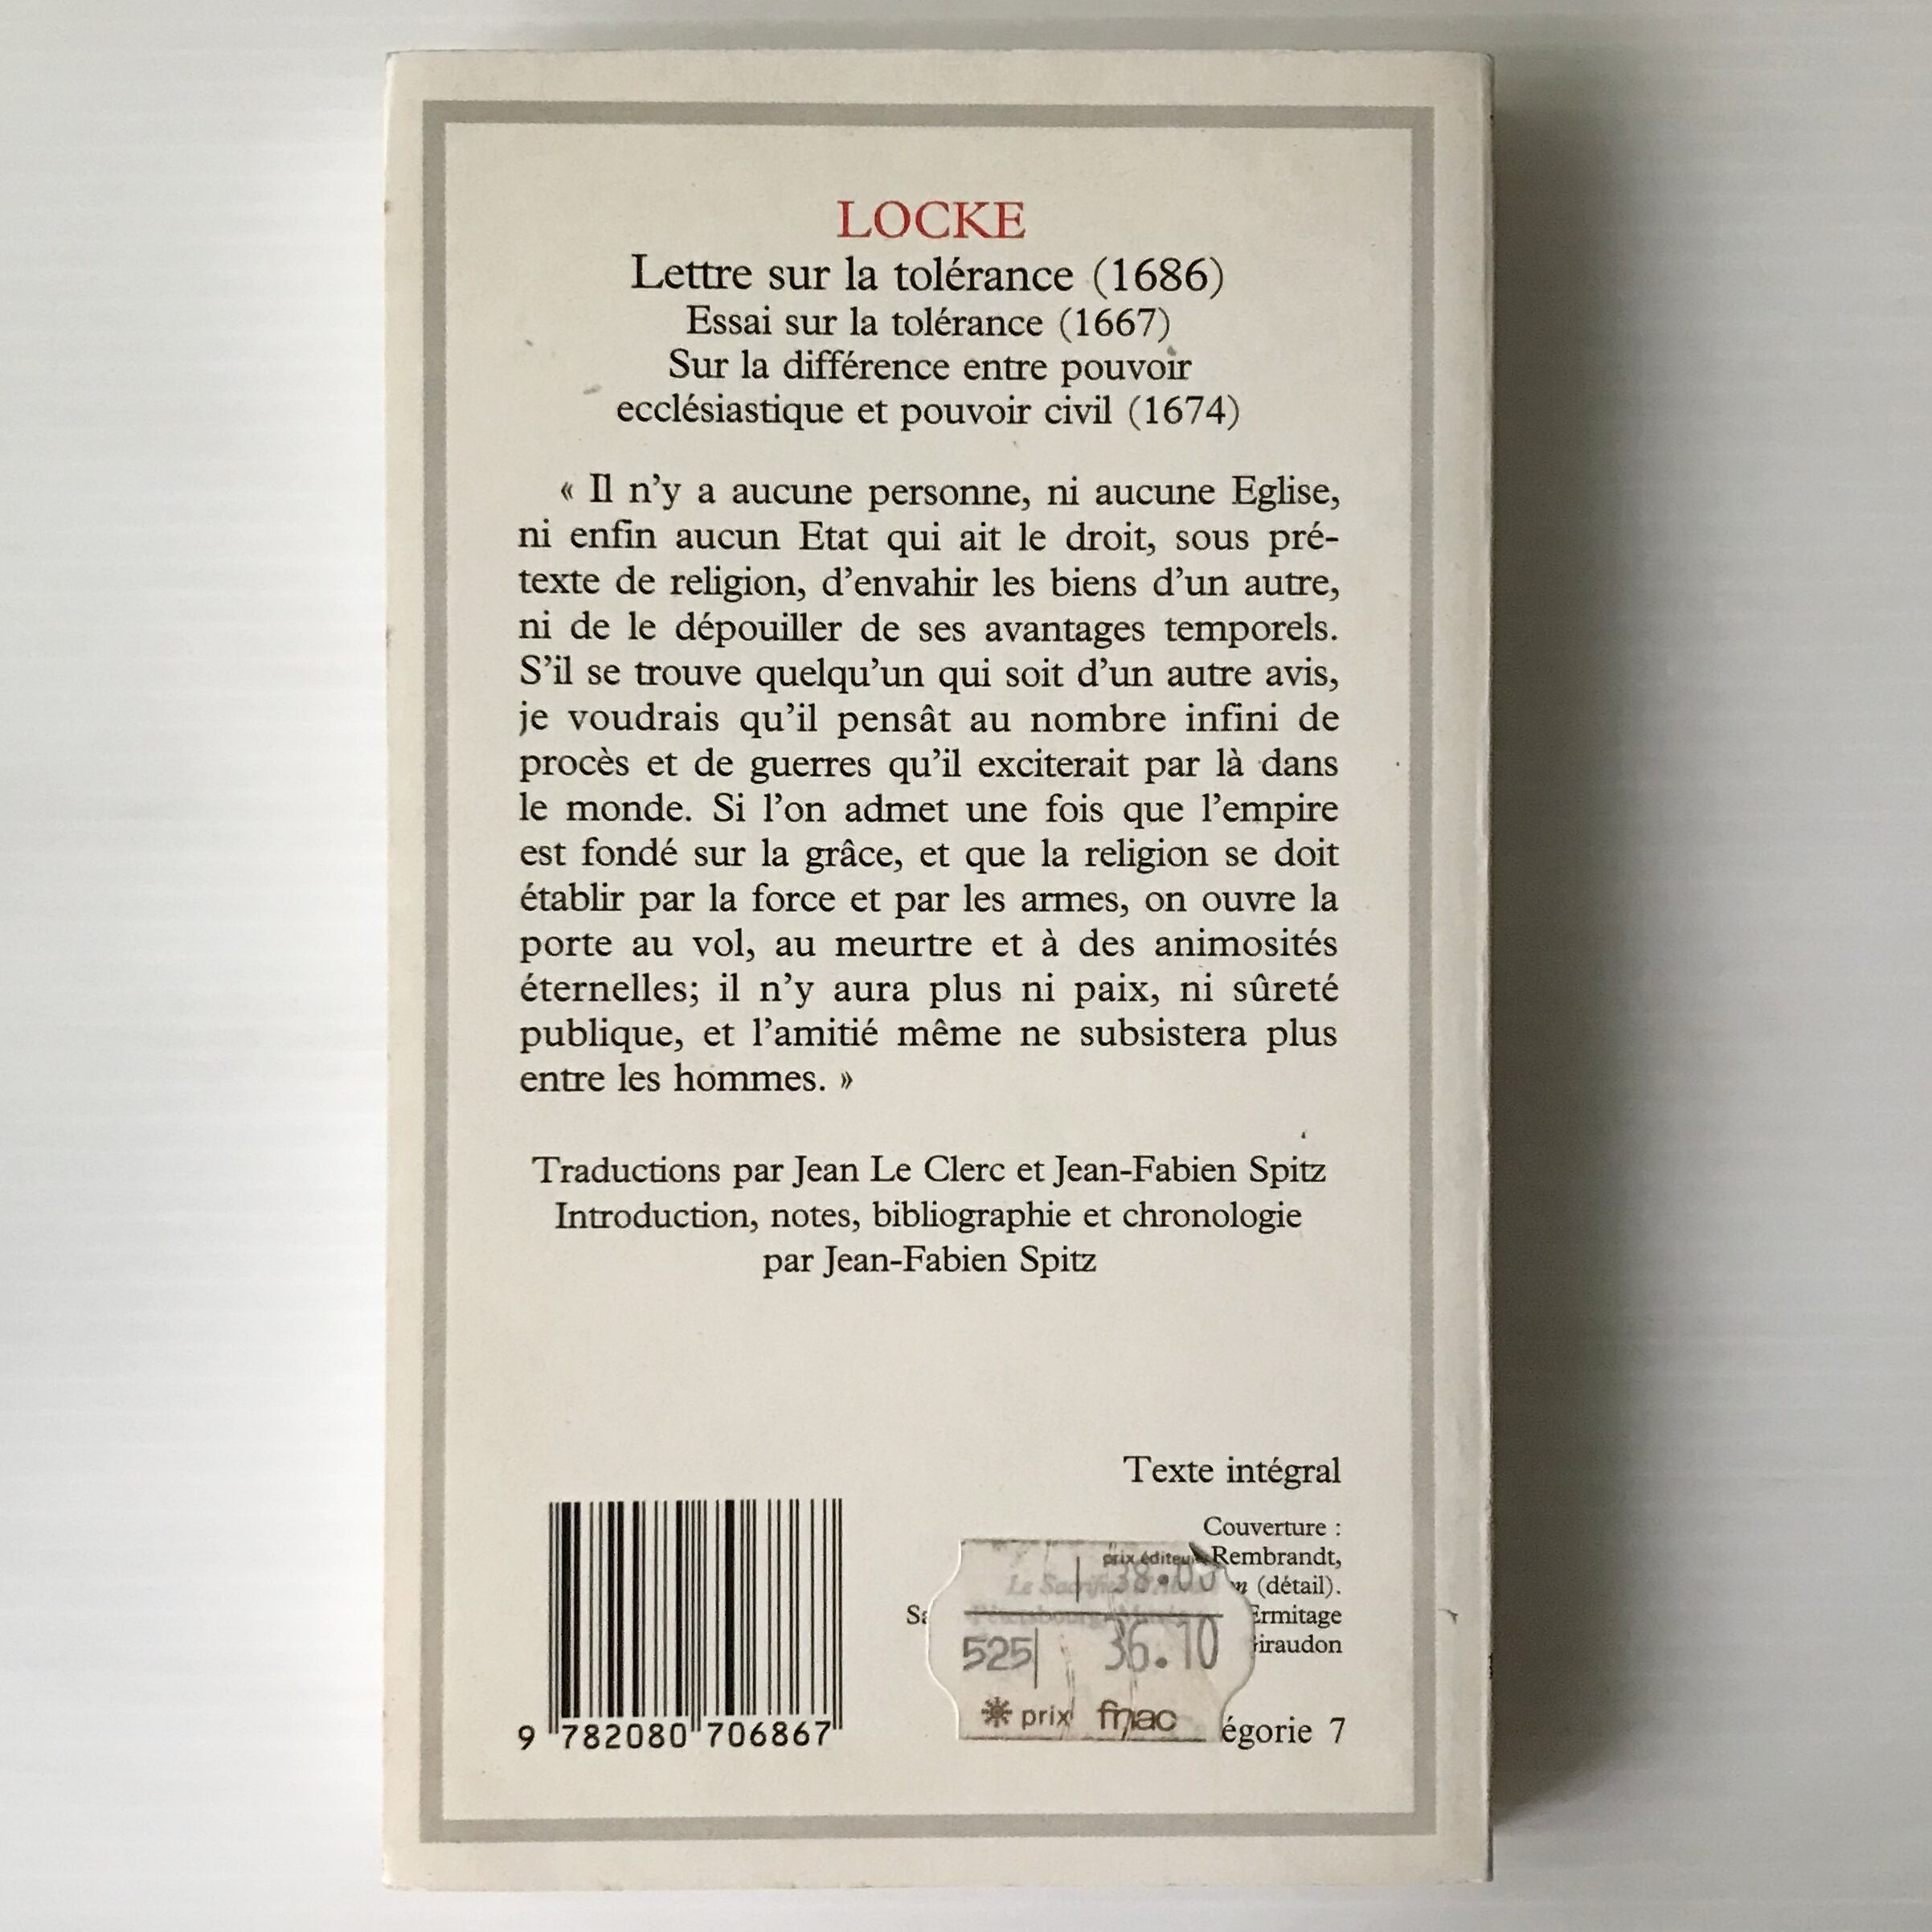 LOCKE
Lettre sur la tolérance (1686)
Essai sur la tolérance (1667)
Sur la différence entre pouvoir
ecclésiastique et pouvoir civil (1674)
« Il n'y a aucune personne, ni aucune Eglise,
ni enfin aucun Etat qui ait le droit, sous pré-
texte de religion, d'envahir les biens d'un autre,
ni de le dépouiller de ses avantages temporels.
S'il se trouve quelqu'un qui soit d'un autre avis,
je voudrais qu'il pensât au nombre infini de
procès et de guerres qu'il exciterait par là dans
le monde. Si l'on admet une fois que l'empire
est fondé sur la grâce, et que la religion se doit
établir par la force et par les armes, on ouvre la
porte au vol, au meurtre et à des animosités
éternelles; il n'y aura plus ni paix, ni sûreté
publique, et l'amitié même ne subsistera plus
entre les hommes. »
Traductions par Jean Le Clerc et Jean-Fabien Spitz
Introduction, notes, bibliographie et chronologie
par Jean-Fabien Spitz
Texte intégral
Couverture :
Rembrandt,
(détail).
Ermitage
prix éditeur
525 36.10
prix fnac
égorie 7
9 782080 706867